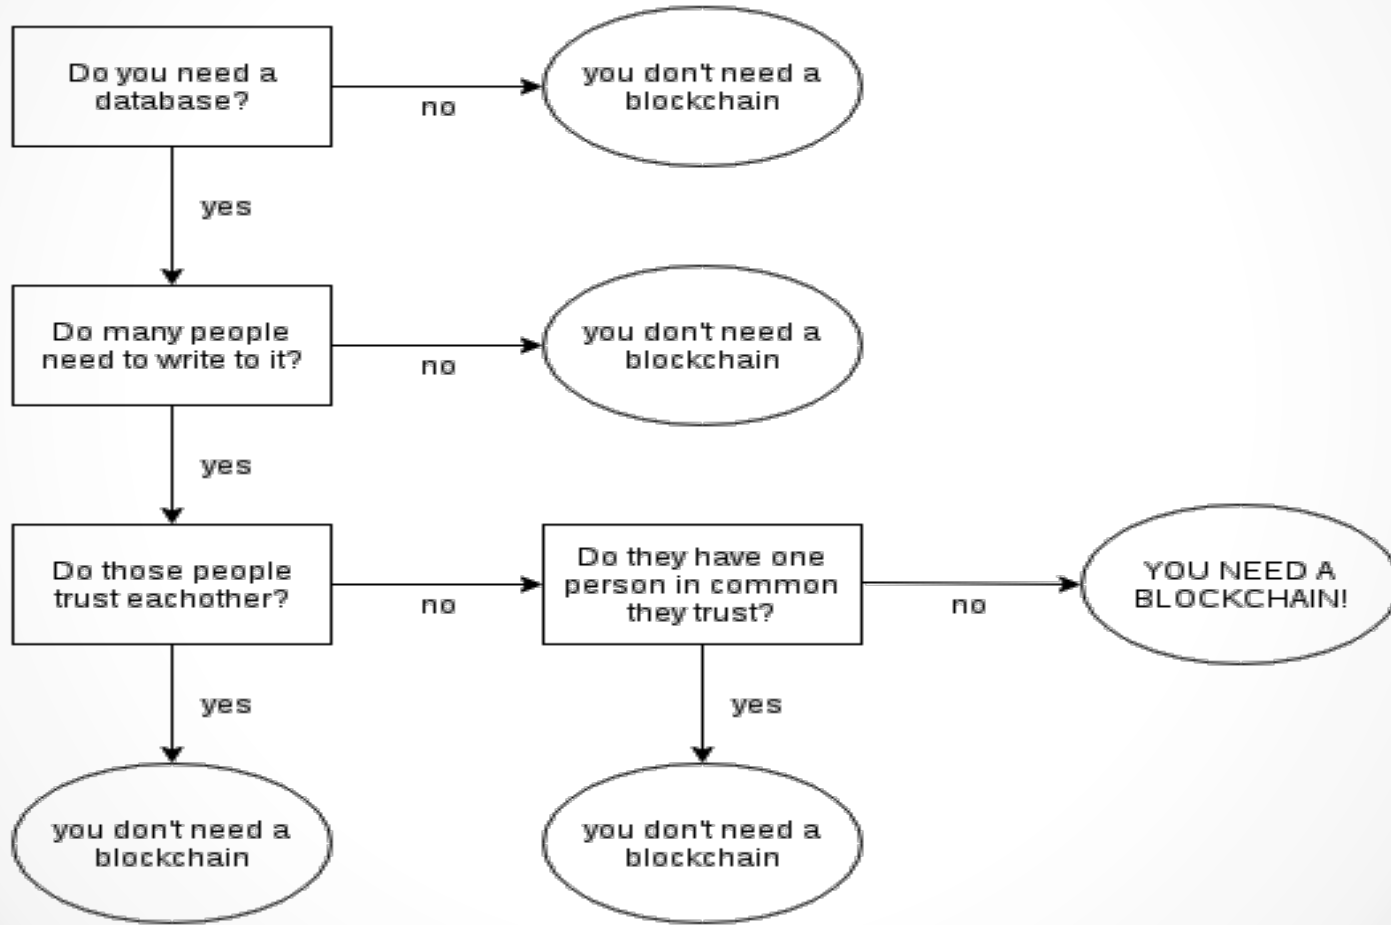 Do you need a
database?
no
you don't need a
blockchain
yes
Do many people
need to write to it?
no
you don't need a
blockchain
yes
Do those people
trust eachother?
no
Do they have one
person in common
they trust?
no
YOU NEED A
BLOCKCHAIN!
yes
yes
you don't need a
blockchain
you don't need a
blockchain